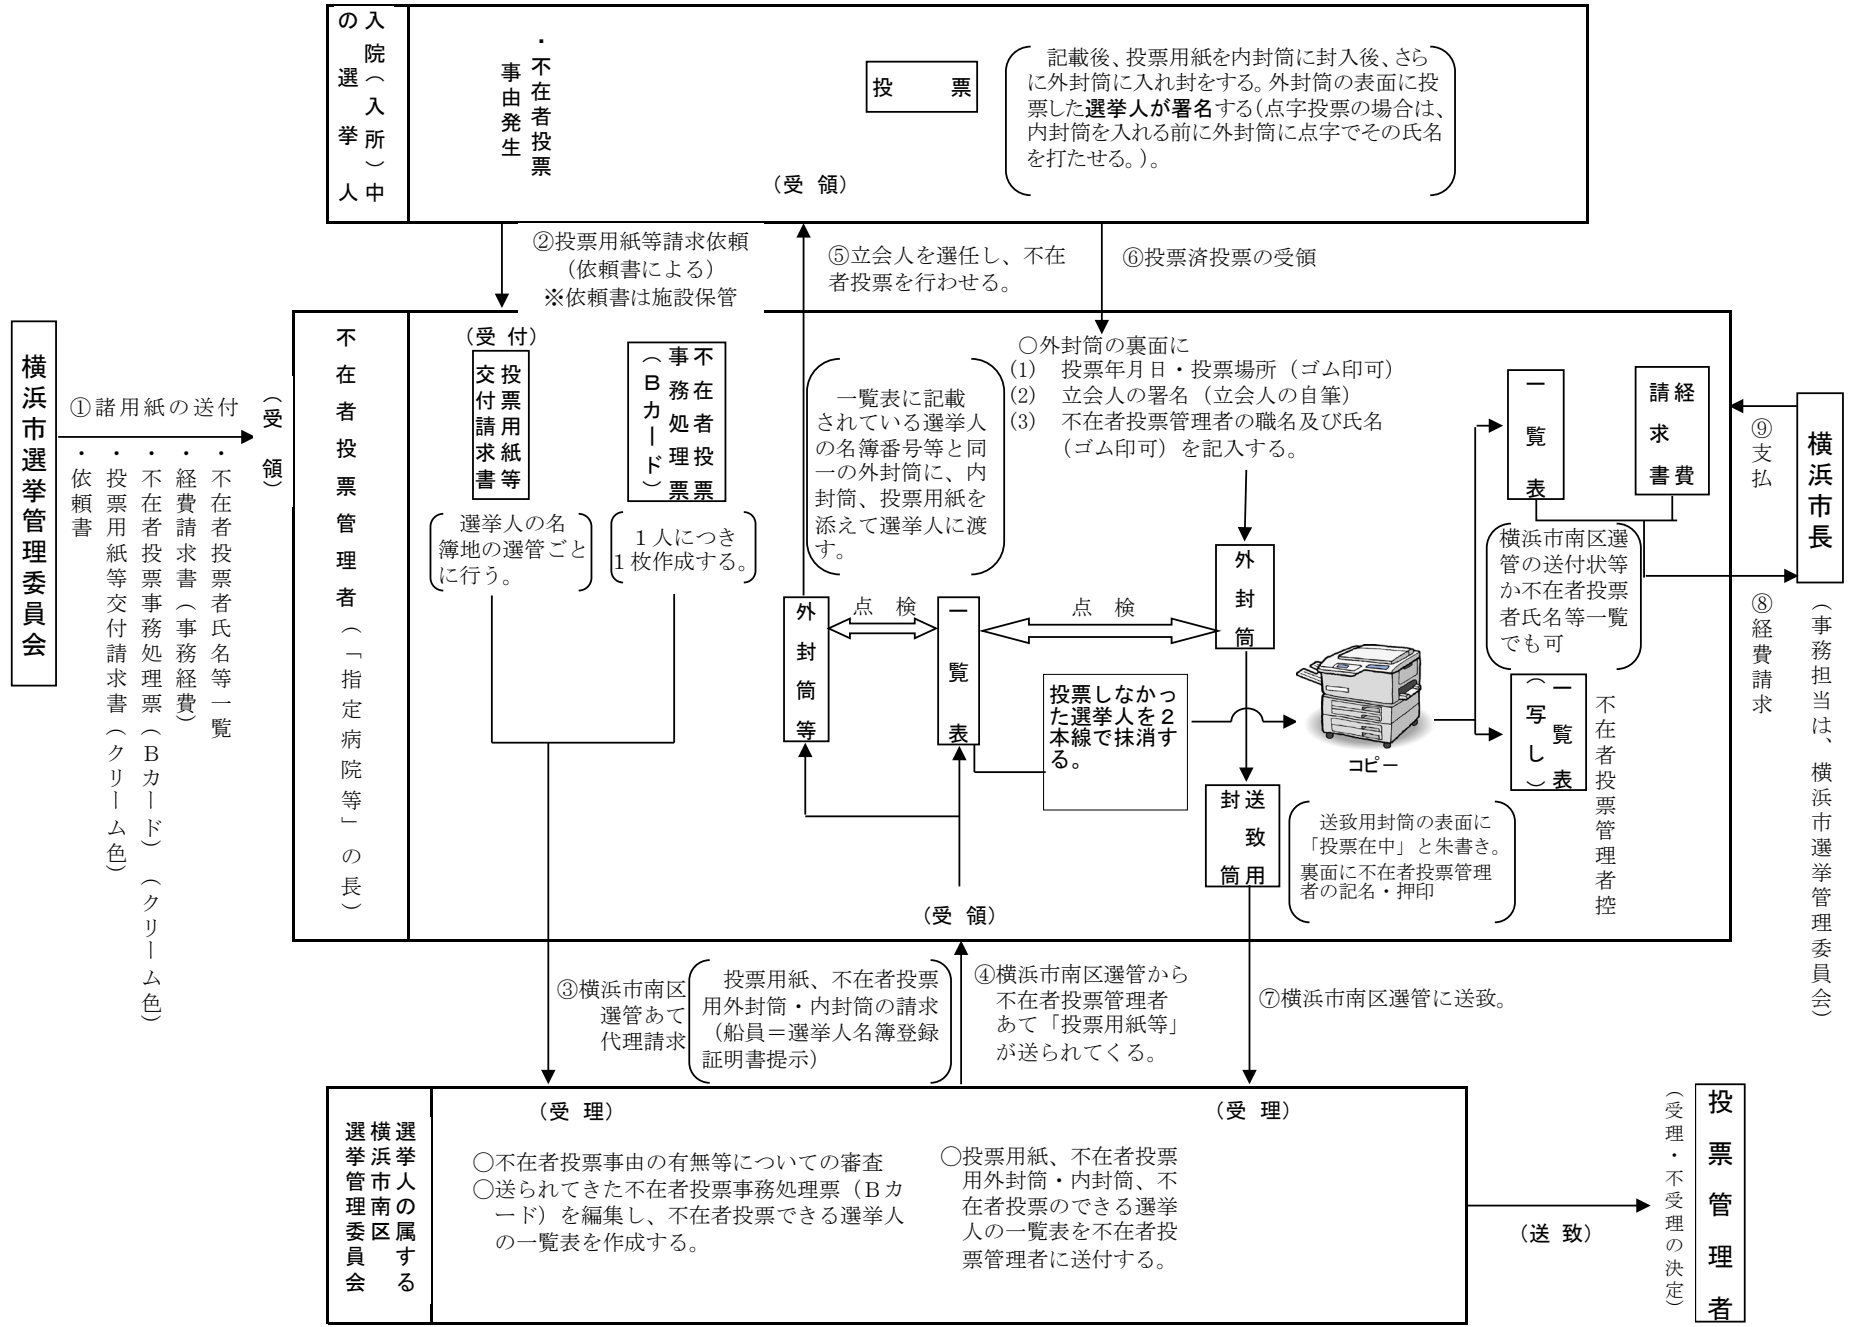 入院（入所）中
の選挙人
・不在者投票
事由発生
投　票
記載後、投票用紙を内封筒に封入後、さら
に外封筒に入れ封をする。外封筒の表面に投
票した選挙人が署名する（点字投票の場合は、
内封筒を入れる前に外封筒に点字でその氏名
を打たせる。）。
（受 領）
②投票用紙等請求依頼
（依頼書による）
※依頼書は施設保管
⑤立会人を選任し、不在
者投票を行わせる。
⑥投票済投票の受領
横浜市選挙管理委員会
①諸用紙の送付
（受　領）
・不在者投票者氏名等一覧
・経費請求書（事務経費）
・不在者投票事務処理票（Ｂカード）（クリーム色）
・投票用紙等交付請求書（クリーム色）
・依頼書
不在者投票管理者（「指定病院等」の長）
（受 付）
投票用紙等
交付請求書
不在者投票
事務処理票
（Ｂカード）
選挙人の名
簿地の選管ごと
に行う。
１人につき
１枚作成する。
一覧表に記載
されている選挙人
の名簿番号等と同
一の外封筒に、内
封筒、投票用紙を
添えて選挙人に渡
す。
○外封筒の裏面に
(1)　投票年月日・投票場所（ゴム印可）
(2)　立会人の署名（立会人の自筆）
(3)　不在者投票管理者の職名及び氏名
（ゴム印可）を記入する。
外封筒等
点 検
一覧表
点 検
外封筒
投票しなかっ
た選挙人を２
本線で抹消す
る。
コピー
一覧表
経費
請求書
横浜市南区選
管の送付状等
か不在者投票
者氏名等一覧
でも可
一覧表
（写し）
不在者投票管理者控
送致用
封筒
送致用封筒の表面に
「投票在中」と朱書き。
裏面に不在者投票管理
者の記名・押印
（受 領）
⑨支払
横浜市長
⑧経費請求
（事務担当は、横浜市選挙管理委員会）
③横浜市南区
選管あて
代理請求
投票用紙、不在者投票
用外封筒・内封筒の請求
（船員＝選挙人名簿登録
証明書提示）
④横浜市南区選管から
不在者投票管理者
あて「投票用紙等」
が送られてくる。
⑦横浜市南区選管に送致。
選挙人の属する
横浜市南区
選挙管理委員会
（受 理）
○不在者投票事由の有無等についての審査
○送られてきた不在者投票事務処理票（Ｂカ
ード）を編集し、不在者投票できる選挙人
の一覧表を作成する。
（受 理）
○投票用紙、不在者投票
用外封筒・内封筒、不
在者投票のできる選挙
人の一覧表を不在者投
票管理者に送付する。
（送 致）
（受理・不受理の決定）
投票管理者